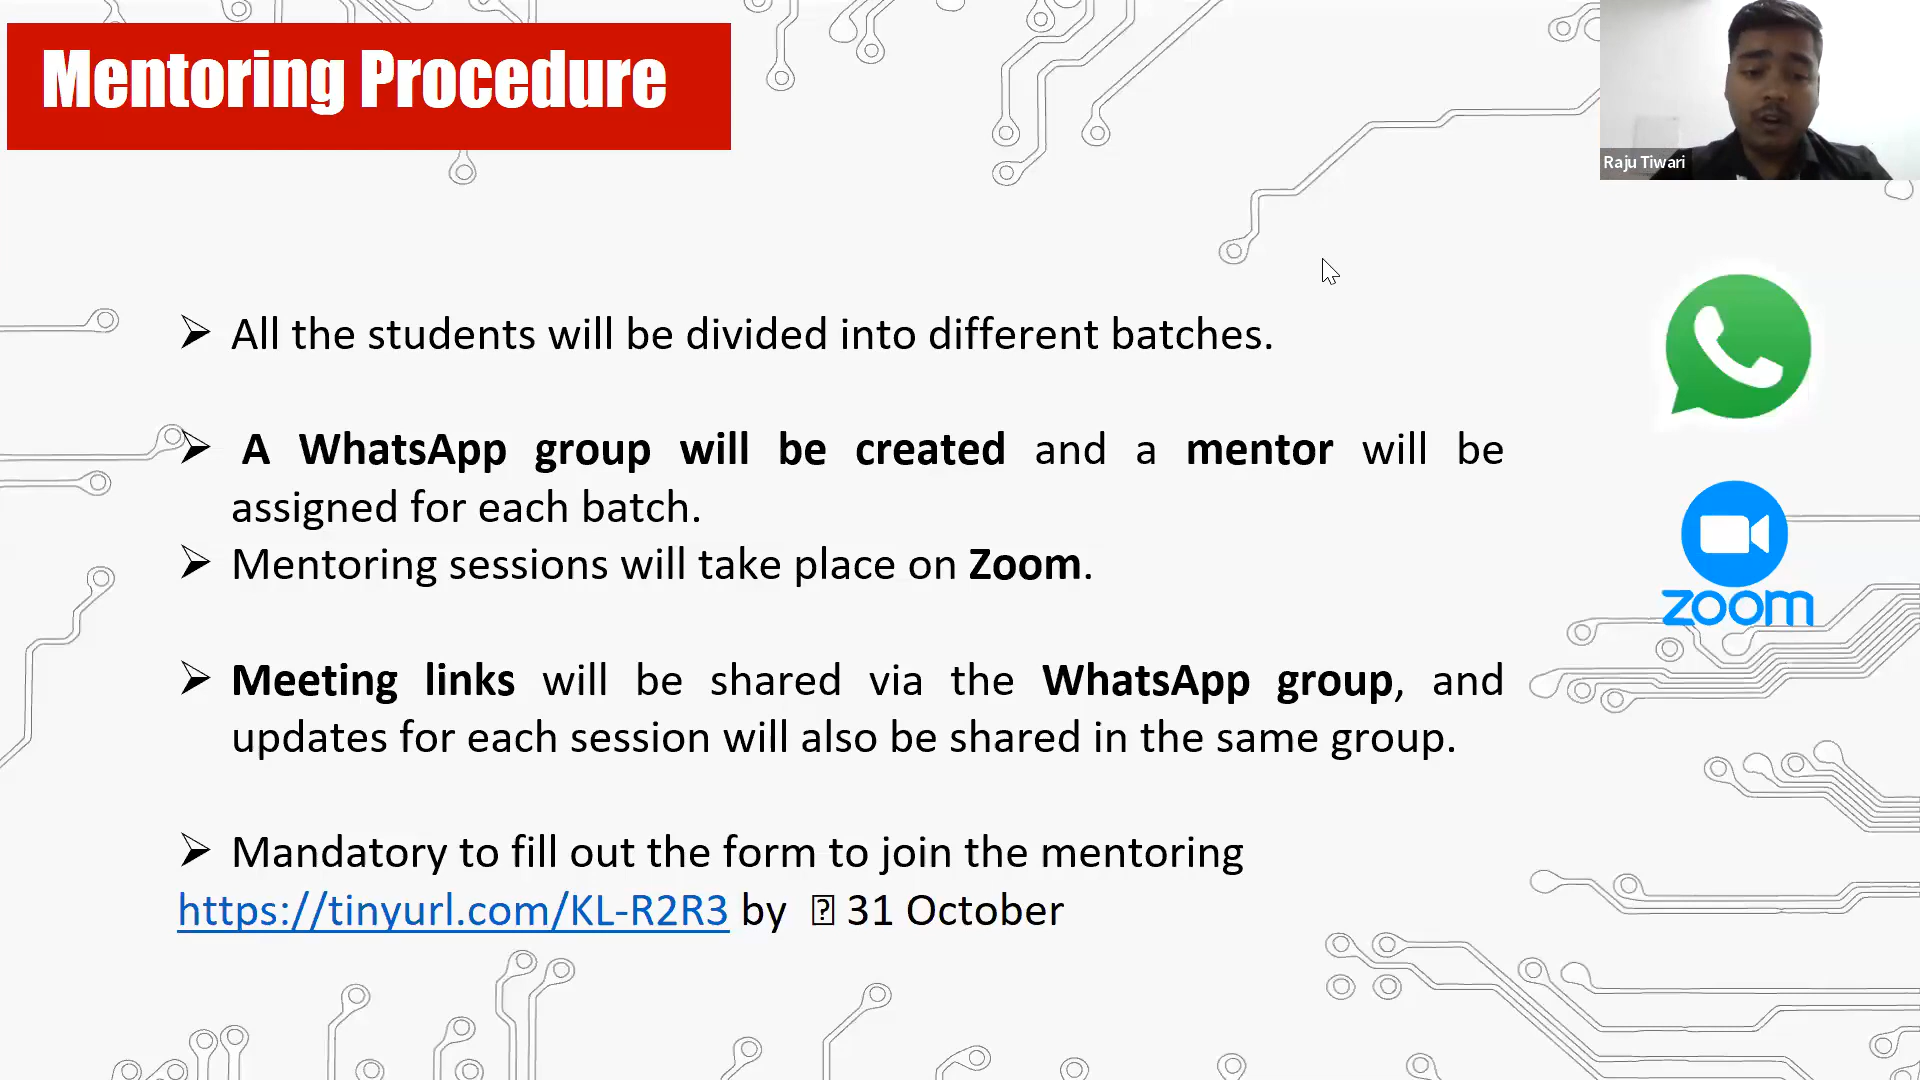 Mentoring Procedure
Raju Tiwari
➢ All the students will be divided into different batches.
➢ A WhatsApp group will be created and a mentor will be
assigned for each batch.
➢ Mentoring sessions will take place on Zoom.
zoom
➢ Meeting links will be shared via the WhatsApp group, and
updates for each session will also be shared in the same group.
➢ Mandatory to fill out the form to join the mentoring
https://tinyurl.com/KL-R2R3 by 31 October